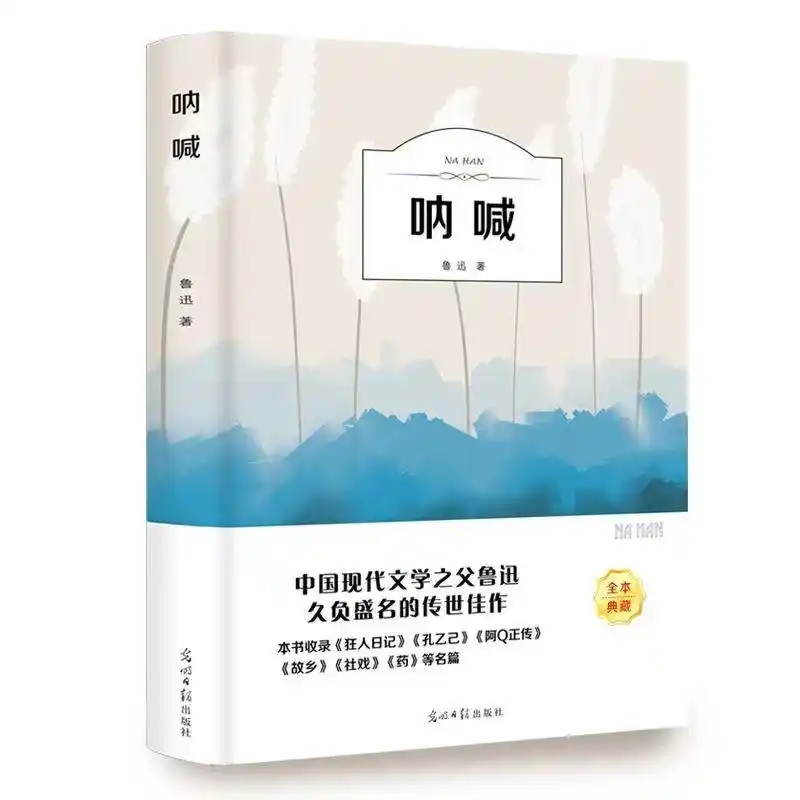 呐喊
鲁迅 著
光明日报出版社
NA HAN
呐喊
鲁迅 著
NA HAN
中国现代文学之父鲁迅
久负盛名的传世佳作
全本
典藏
本书收录《狂人日记》《孔乙己》《阿Q正传》
《故乡》《社戏》《药》等名篇
光明日报出版社